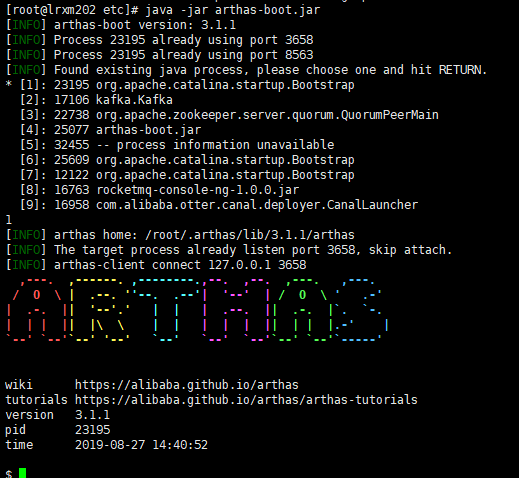 [root@lrxm202 etc]# java -jar arthas-boot.jar
[INFO] arthas-boot version: 3.1.1
[INFO] Process 23195 already using port 3658
[INFO] Process 23195 already using port 8563
[INFO] Found existing java process, please choose one and hit RETURN.
* [1]: 23195 org.apache.catalina.startup.Bootstrap
[2]: 17106 kafka.Kafka
[3]: 22738 org.apache.zookeeper.server.quorum.QuorumPeerMain
[4]: 25077 arthas-boot.jar
[5]: 32455 -- process information unavailable
[6]: 25609 org.apache.catalina.startup.Bootstrap
[7]: 12122 org.apache.catalina.startup.Bootstrap
[8]: 16763 rocketmq-console-ng-1.0.0.jar
[9]: 16958 com.alibaba.otter.canal.deployer.CanalLauncher
1
[INFO] arthas home: /root/.arthas/lib/3.1.1/arthas
[INFO] The target process already listen port 3658, skip attach.
[INFO] arthas-client connect 127.0.0.1 3658
ARTHAS
wiki https://alibaba.github.io/arthas
tutorials https://alibaba.github.io/arthas/arthas-tutorials
version 3.1.1
pid 23195
time 2019-08-27 14:40:52
$